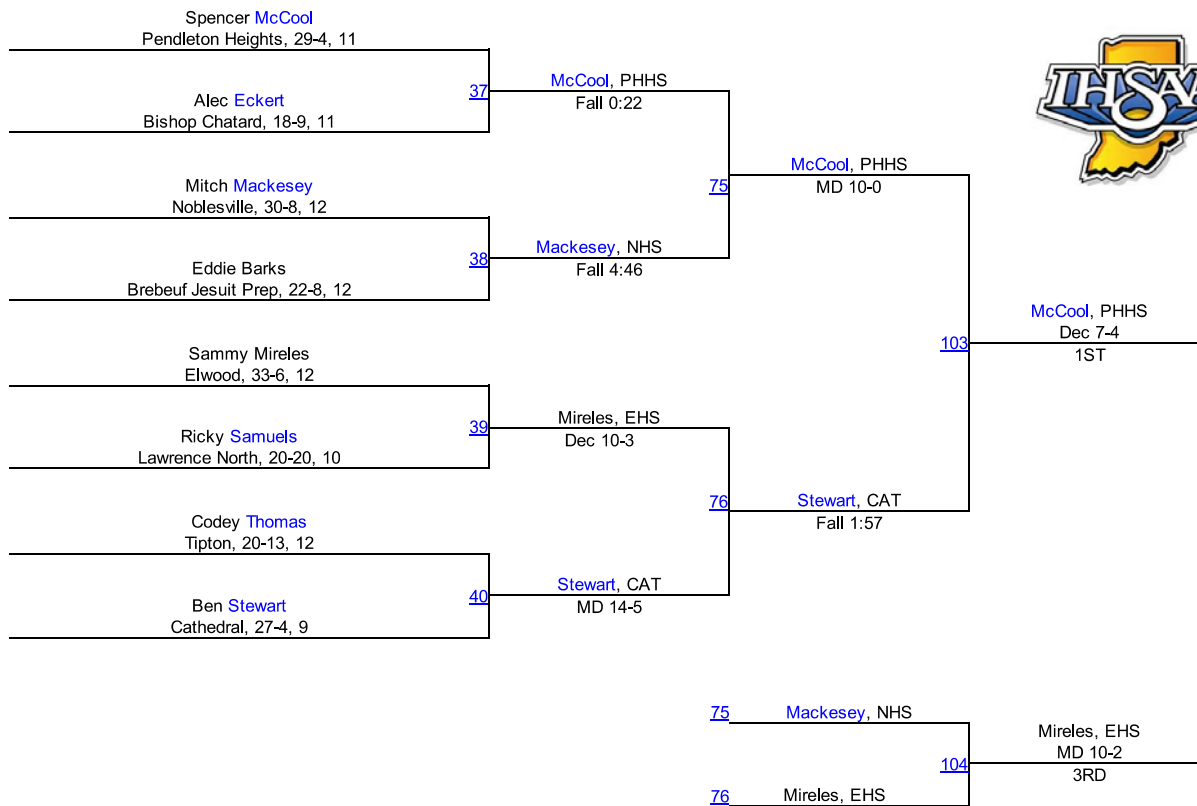 Spencer McCool
Pendleton Heights, 29-4, 11
37
McCool, PHHS
Fall 0:22
Alec Eckert
Bishop Chatard, 18-9, 11
IHSAA
75
McCool, PHHS
MD 10-0
Mitch Mackesey
Noblesville, 30-8, 12
38
Mackesey, NHS
Fall 4:46
Eddie Barks
Brebeuf Jesuit Prep, 22-8, 12
103
McCool, PHHS
Dec 7-4
1ST
Sammy Mireles
Elwood, 33-6, 12
39
Mireles, EHS
Dec 10-3
Ricky Samuels
Lawrence North, 20-20, 10
76
Stewart, CAT
Fall 1:57
Codey Thomas
Tipton, 20-13, 12
40
Stewart, CAT
MD 14-5
Ben Stewart
Cathedral, 27-4, 9
75
Mackesey, NHS
104
Mireles, EHS
MD 10-2
3RD
76
Mireles, EHS